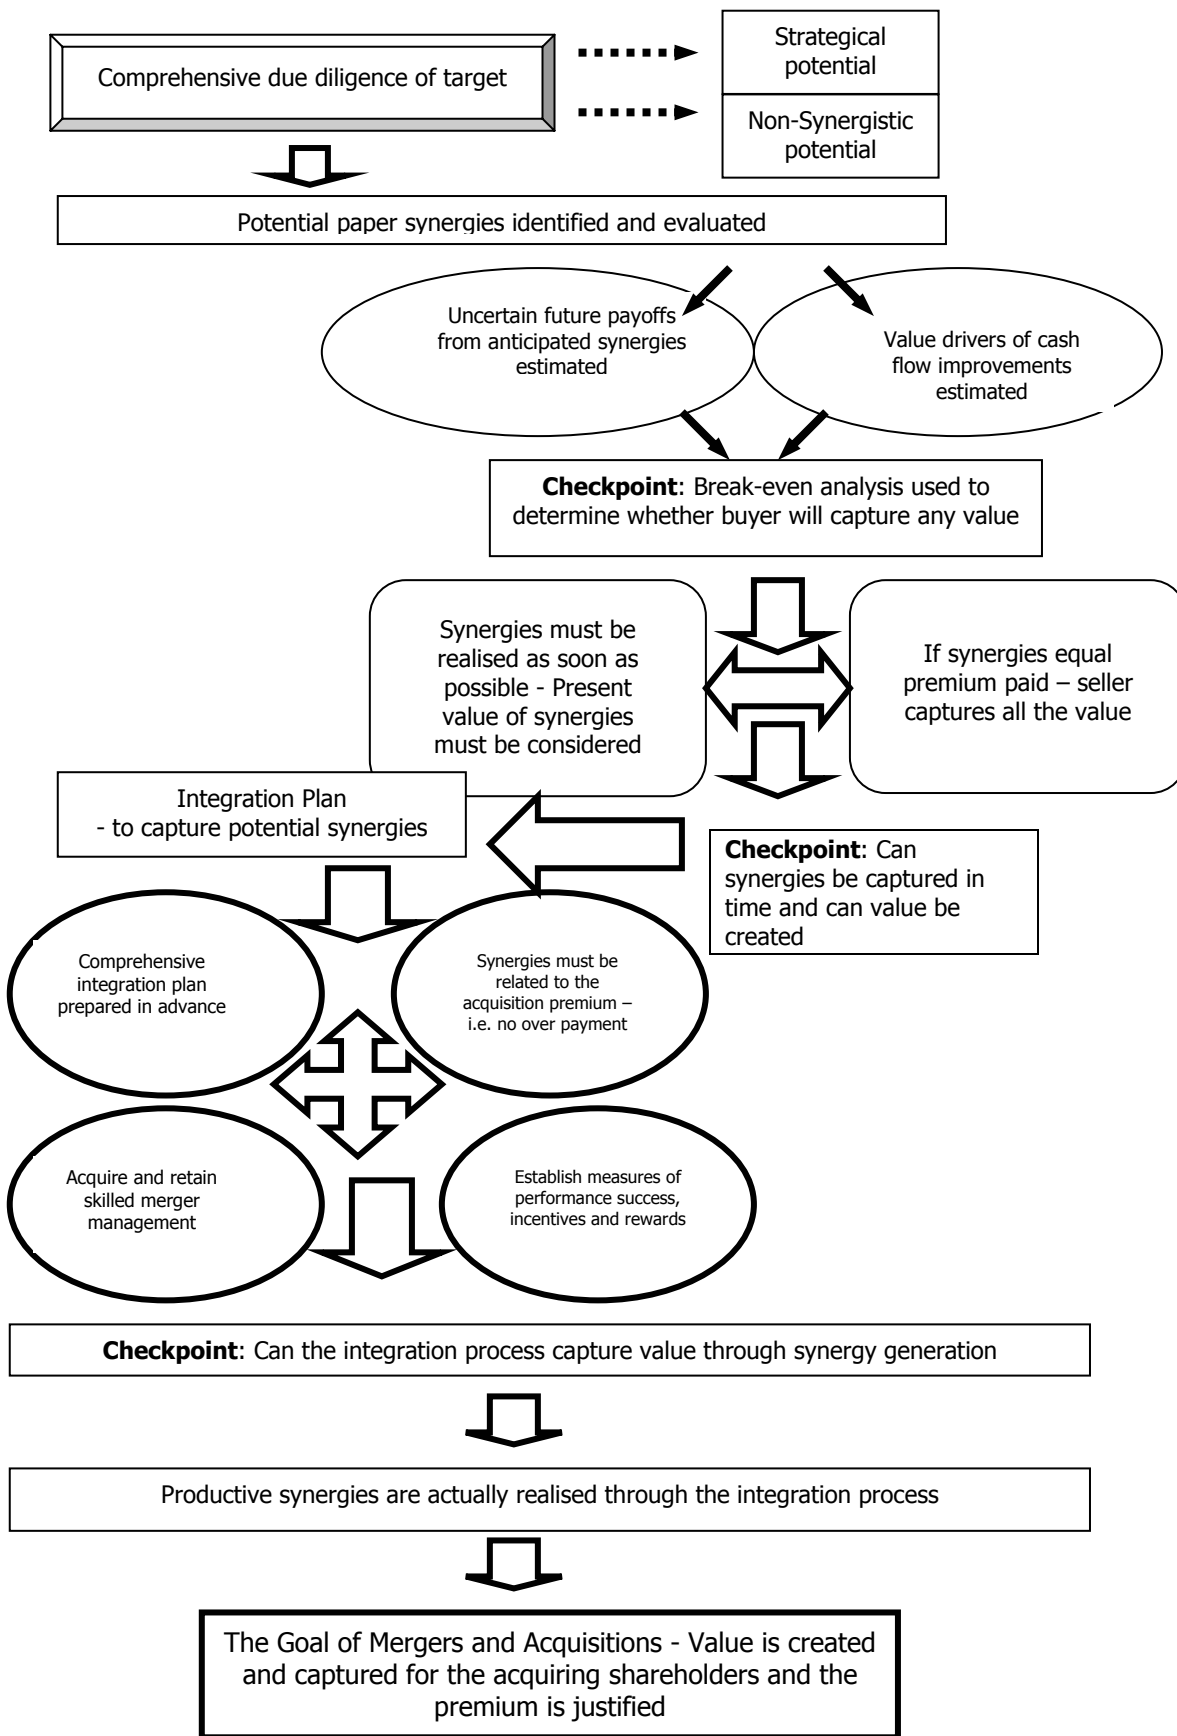 Comprehensive due diligence of target
Strategical
potential
Non-Synergistic
potential
Potential paper synergies identified and evaluated
Uncertain future payoffs
from anticipated synergies
estimated
Value drivers of cash
flow improvements
estimated
Checkpoint: Break-even analysis used to
determine whether buyer will capture any value
Synergies must be
realised as soon as
possible - Present
value of synergies
must be considered
If synergies equal
premium paid – seller
captures all the value
Integration Plan
- to capture potential synergies
Checkpoint: Can
synergies be captured in
time and can value be
created
Comprehensive
integration plan
prepared in advance
Synergies must be
related to the
acquisition premium –
i.e. no over payment
Acquire and retain
skilled merger
management
Establish measures of
performance success,
incentives and rewards
Checkpoint: Can the integration process capture value through synergy generation
Productive synergies are actually realised through the integration process
The Goal of Mergers and Acquisitions - Value is created
and captured for the acquiring shareholders and the
premium is justified